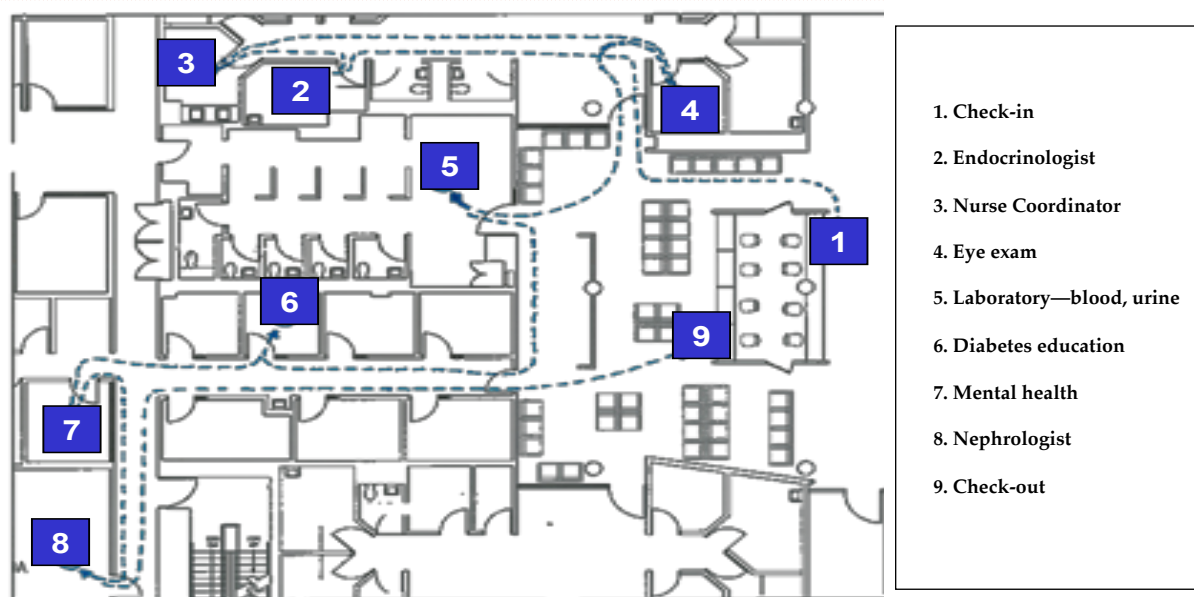 3
2
4
5
1
6
9
7
8
1. Check-in
2. Endocrinologist
3. Nurse Coordinator
4. Eye exam
5. Laboratory—blood, urine
6. Diabetes education
7. Mental health
8. Nephrologist
9. Check-out